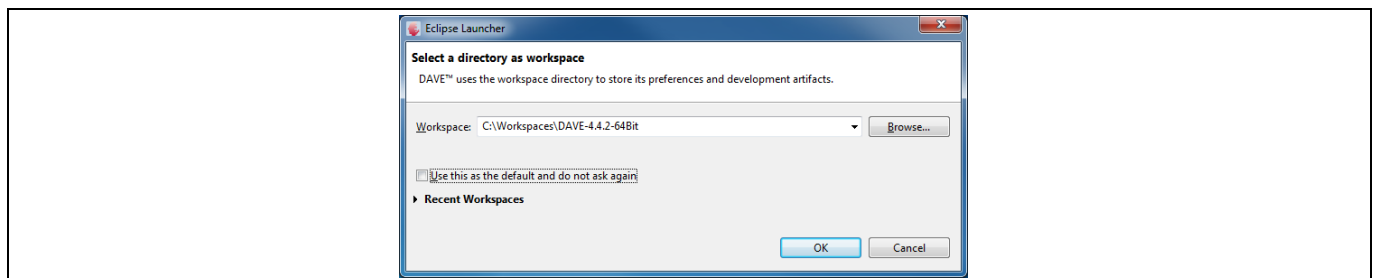 Eclipse Launcher
Select a directory as workspace
DAVE™ uses the workspace directory to store its preferences and development artifacts.
Workspace: C:\Workspaces\DAVE-4.4.2-64Bit Browse...
Use this as the default and do not ask again
Recent Workspaces
OK Cancel